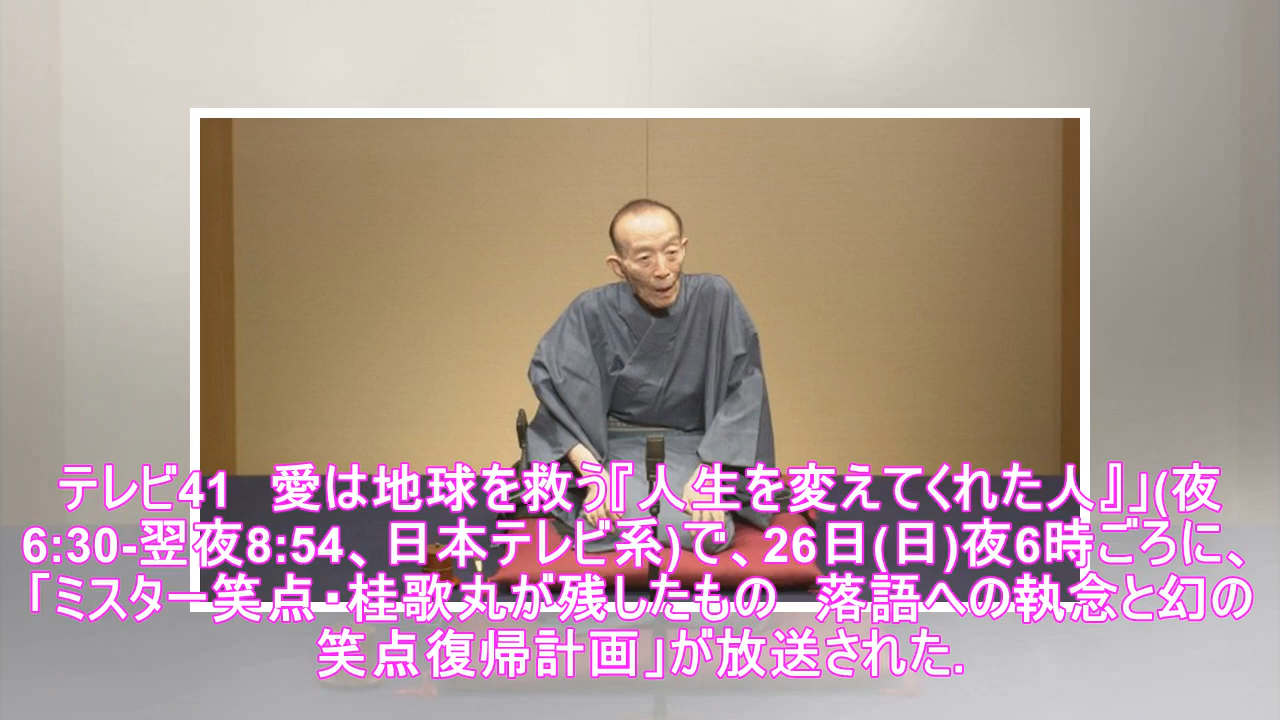 テレビ41　愛は地球を救う『人生を変えてくれた人』」(夜
6:30-翌夜8:54、日本テレビ系)で、26日(日)夜6時ごろに、
「ミスター笑点・桂歌丸が残したもの　落語への執念と幻の
笑点復帰計画」が放送された.